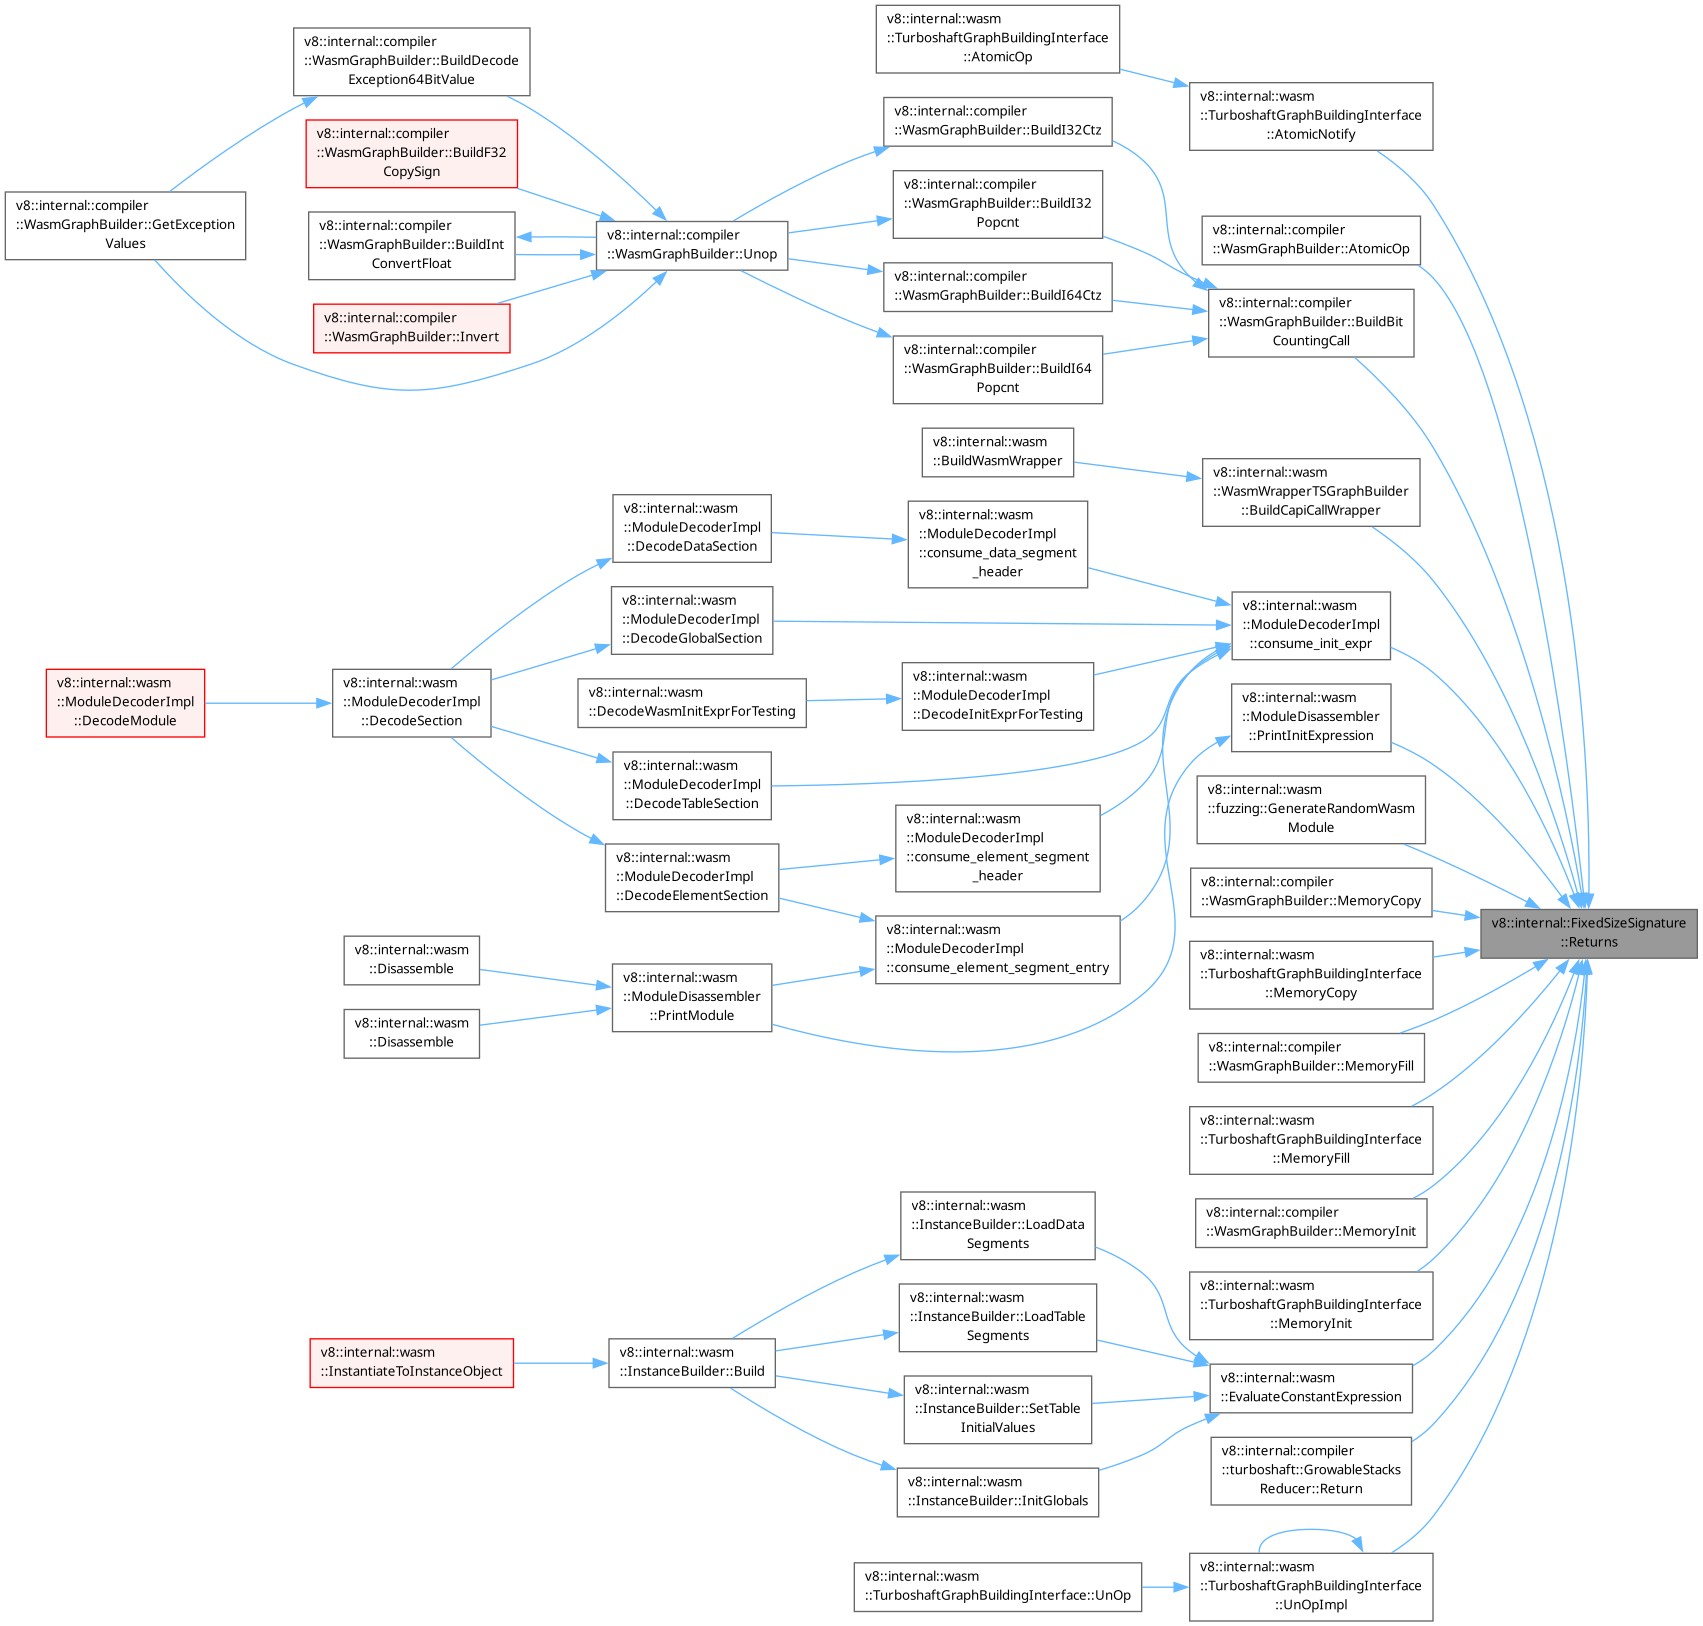 v8::internal::wasm
::TurboshaftGraphBuildingInterface
::AtomicOp
v8::internal::compiler
::WasmGraphBuilder::BuildDecode
Exception64BitValue
v8::internal::wasm
::TurboshaftGraphBuildingInterface
::AtomicNotify
v8::internal::compiler
::WasmGraphBuilder::BuildI32Ctz
v8::internal::compiler
::WasmGraphBuilder::BuildF32
CopySign
v8::internal::compiler
::WasmGraphBuilder::BuildI32
Popcnt
v8::internal::compiler
::WasmGraphBuilder::GetException
Values
v8::internal::compiler
::WasmGraphBuilder::BuildInt
ConvertFloat
v8::internal::compiler
::WasmGraphBuilder::Unop
v8::internal::compiler
::WasmGraphBuilder::AtomicOp
v8::internal::compiler
::WasmGraphBuilder::BuildI64Ctz
v8::internal::compiler
::WasmGraphBuilder::BuildBit
CountingCall
v8::internal::compiler
::WasmGraphBuilder::Invert
v8::internal::compiler
::WasmGraphBuilder::BuildI64
Popcnt
v8::internal::wasm
::BuildWasmWrapper
v8::internal::wasm
::WasmWrapperTSGraphBuilder
::BuildCapiCallWrapper
v8::internal::wasm
::ModuleDecoderImpl
::DecodeDataSection
v8::internal::wasm
::ModuleDecoderImpl
::consume_data_segment
_header
v8::internal::wasm
::ModuleDecoderImpl
::DecodeGlobalSection
v8::internal::wasm
::ModuleDecoderImpl
::consume_init_expr
v8::internal::wasm
::ModuleDecoderImpl
::DecodeModule
v8::internal::wasm
::ModuleDecoderImpl
::DecodeSection
v8::internal::wasm
::DecodeWasmInitExprForTesting
v8::internal::wasm
::ModuleDecoderImpl
::DecodeInitExprForTesting
v8::internal::wasm
::ModuleDisassembler
::PrintInitExpression
v8::internal::wasm
::ModuleDecoderImpl
::DecodeTableSection
v8::internal::wasm
::fuzzing::GenerateRandomWasm
Module
v8::internal::wasm
::ModuleDecoderImpl
::consume_element_segment
_header
v8::internal::wasm
::ModuleDecoderImpl
::DecodeElementSection
v8::internal::compiler
::WasmGraphBuilder::MemoryCopy
v8::internal::FixedSizeSignature
::Returns
v8::internal::wasm
::ModuleDecoderImpl
::consume_element_segment_entry
v8::internal::wasm
::Disassemble
v8::internal::wasm
::TurboshaftGraphBuildingInterface
::MemoryCopy
v8::internal::wasm
::ModuleDisassembler
::PrintModule
v8::internal::wasm
::Disassemble
v8::internal::compiler
::WasmGraphBuilder::MemoryFill
v8::internal::wasm
::TurboshaftGraphBuildingInterface
::MemoryFill
v8::internal::wasm
::InstanceBuilder::LoadData
Segments
v8::internal::compiler
::WasmGraphBuilder::MemoryInit
v8::internal::wasm
::InstanceBuilder::LoadTable
Segments
v8::internal::wasm
::TurboshaftGraphBuildingInterface
::MemoryInit
v8::internal::wasm
::InstantiateToInstanceObject
v8::internal::wasm
::InstanceBuilder::Build
v8::internal::wasm
::EvaluateConstantExpression
v8::internal::wasm
::InstanceBuilder::SetTable
InitialValues
v8::internal::compiler
::turboshaft::GrowableStacks
Reducer::Return
v8::internal::wasm
::InstanceBuilder::InitGlobals
v8::internal::wasm
::TurboshaftGraphBuildingInterface::UnOp
v8::internal::wasm
::TurboshaftGraphBuildingInterface
::UnOpImpl